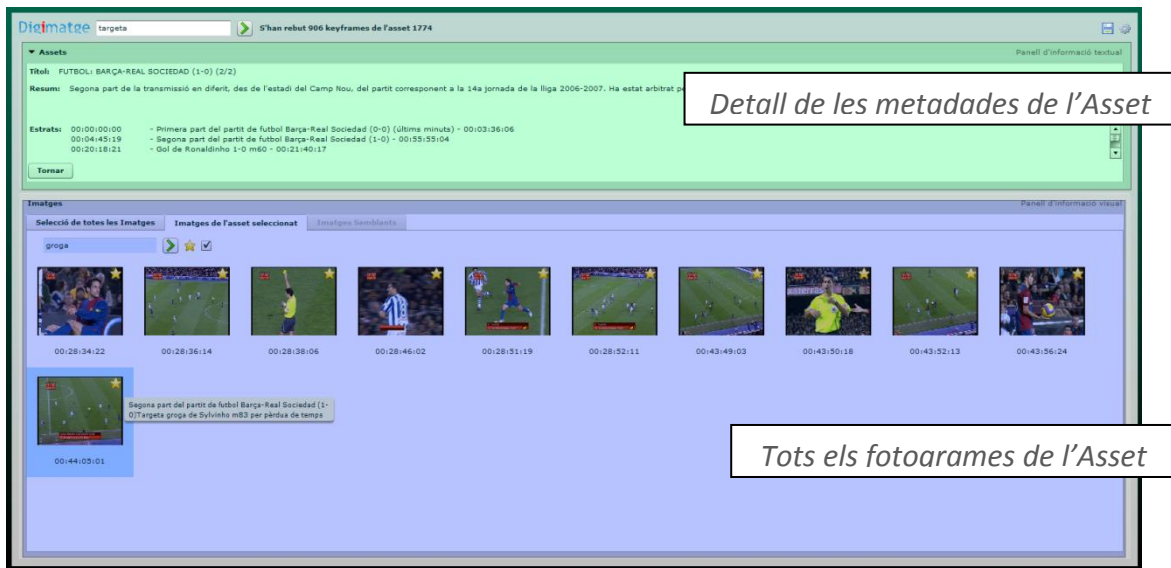 Digimatge targeta S'han rebut 906 keyframes de l'asset 1774
Assets Panell d'informació textual
Títol: FUTBOL: BARÇA-REAL SOCIEDAD (1-0) (2/2)
Resum: Segona part de la transmissió en diferit, des de l'estadi del Camp Nou, del partit corresponent a la 14a jornada de la lliga 2006-2007. Ha estat arbitrat
Detall de les metadades de l'Asset
Estrats: 00:00:00:00 - Primera part del partit de futbol Barça-Real Sociedad (0-0) (últims minuts) - 00:03:36:06
00:04:45:19 - Segona part del partit de futbol Barça-Real Sociedad (1-0) - 00:55:55:04
00:20:18:21 - Gol de Ronaldinho 1-0 m60 - 00:21:40:17
Tornar
Imatges Panell d'informació visual
Selecció de totes les Imatges Imatges de l'asset seleccionat Imatges Semblants
groga
00:28:34:22 00:28:36:14 00:28:38:06 00:28:46:02 00:28:51:19 00:28:52:11 00:43:49:03 00:43:50:18 00:43:52:13 00:43:56:24
Segona part del partit de futbol Barça-Real Sociedad (1-
0)Targeta groga de Sylvinho m83 per pèrdua de temps
Tots els fotogrames de l'Asset
00:44:05:01